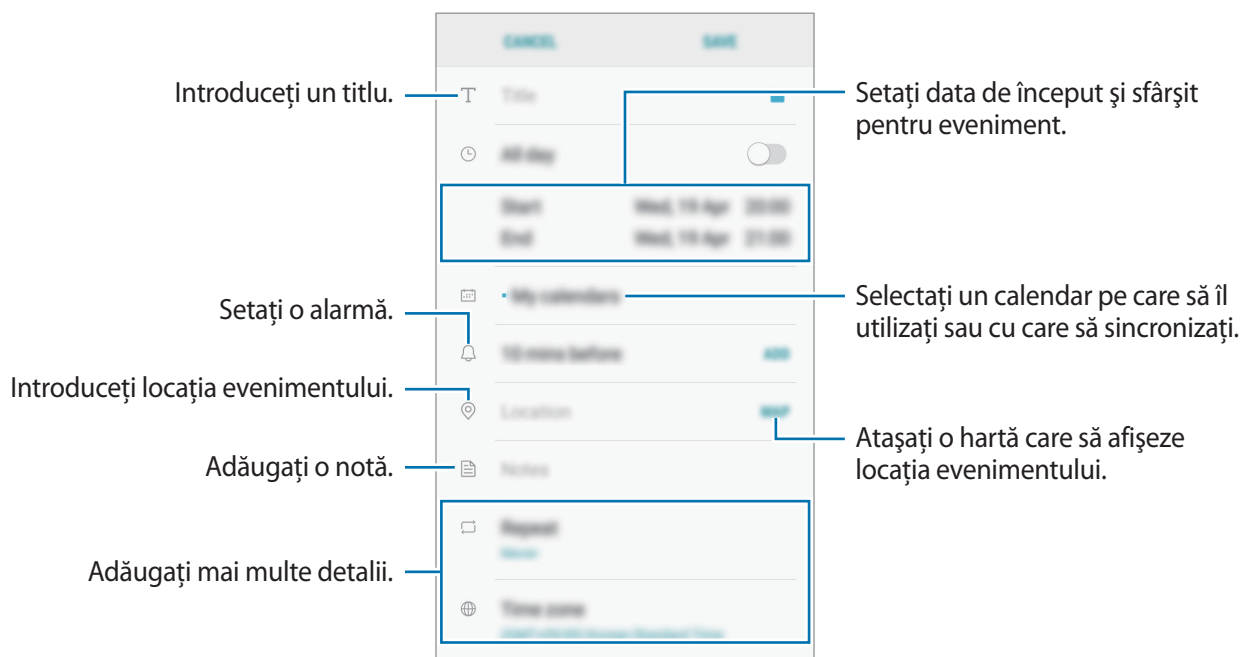 CANCEL SAVE
Introduceți un titlu.
Title
Setați data de început şi sfârşit
pentru eveniment.
All day
Start Wed, 19 Apr 20:00
End Wed, 19 Apr 21:00
My calendars
Selectați un calendar pe care să îl
utilizați sau cu care să sincronizați.
Setați o alarmă.
10 mins before ADD
Introduceți locația evenimentului.
Location MAP
Ataşați o hartă care să afişeze
locația evenimentului.
Adăugați o notă.
Notes
Repeat
Never
Adăugați mai multe detalii.
Time zone
Korean Standard Time